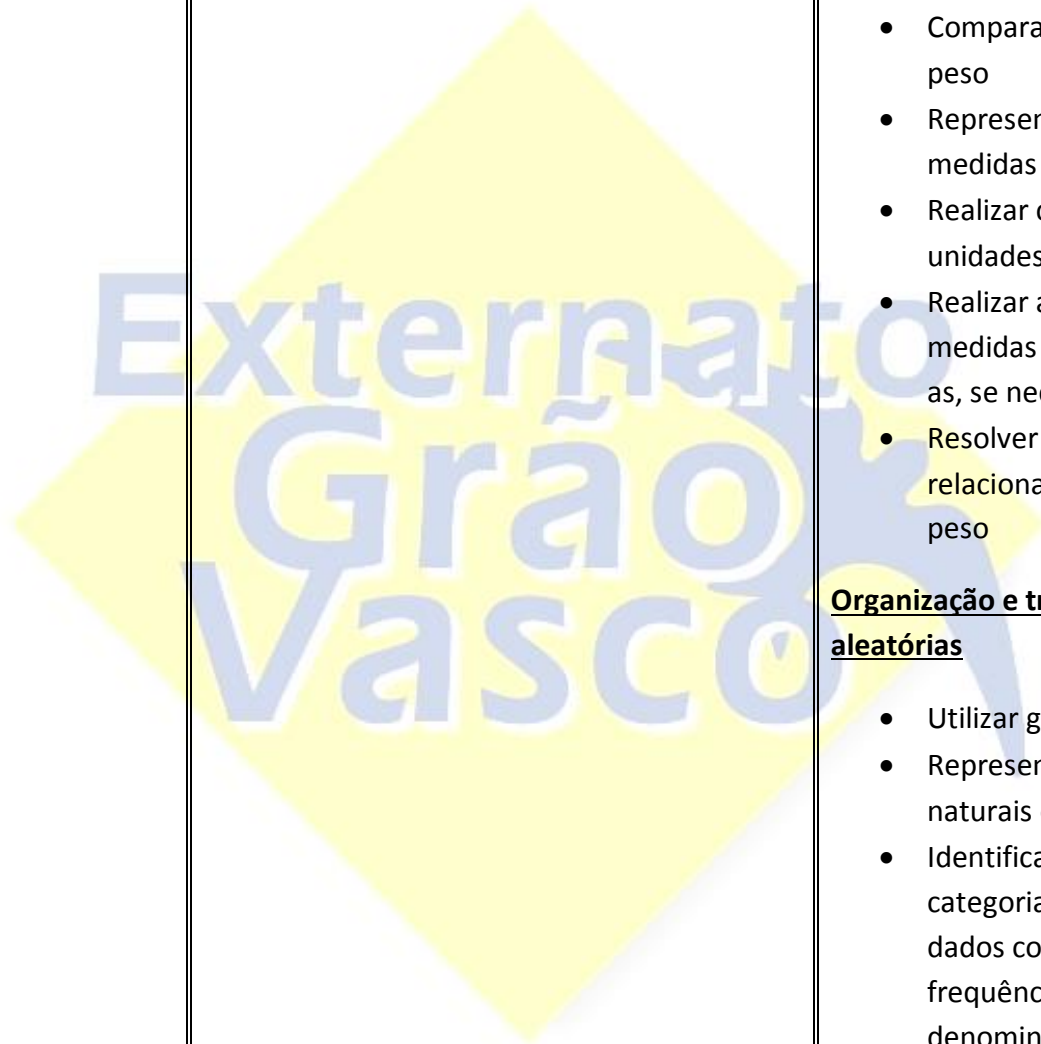 Externato
Grão
Vasco
• Compara
peso
• Represen
medidas
• Realizar
unidades
• Realizar a
medidas
as, se ne
• Resolver
relaciona
peso
Organização e tr
aleatórias
• Utilizar g
• Represen
naturais
• Identifica
categoria
dados co
frequênc
denomin